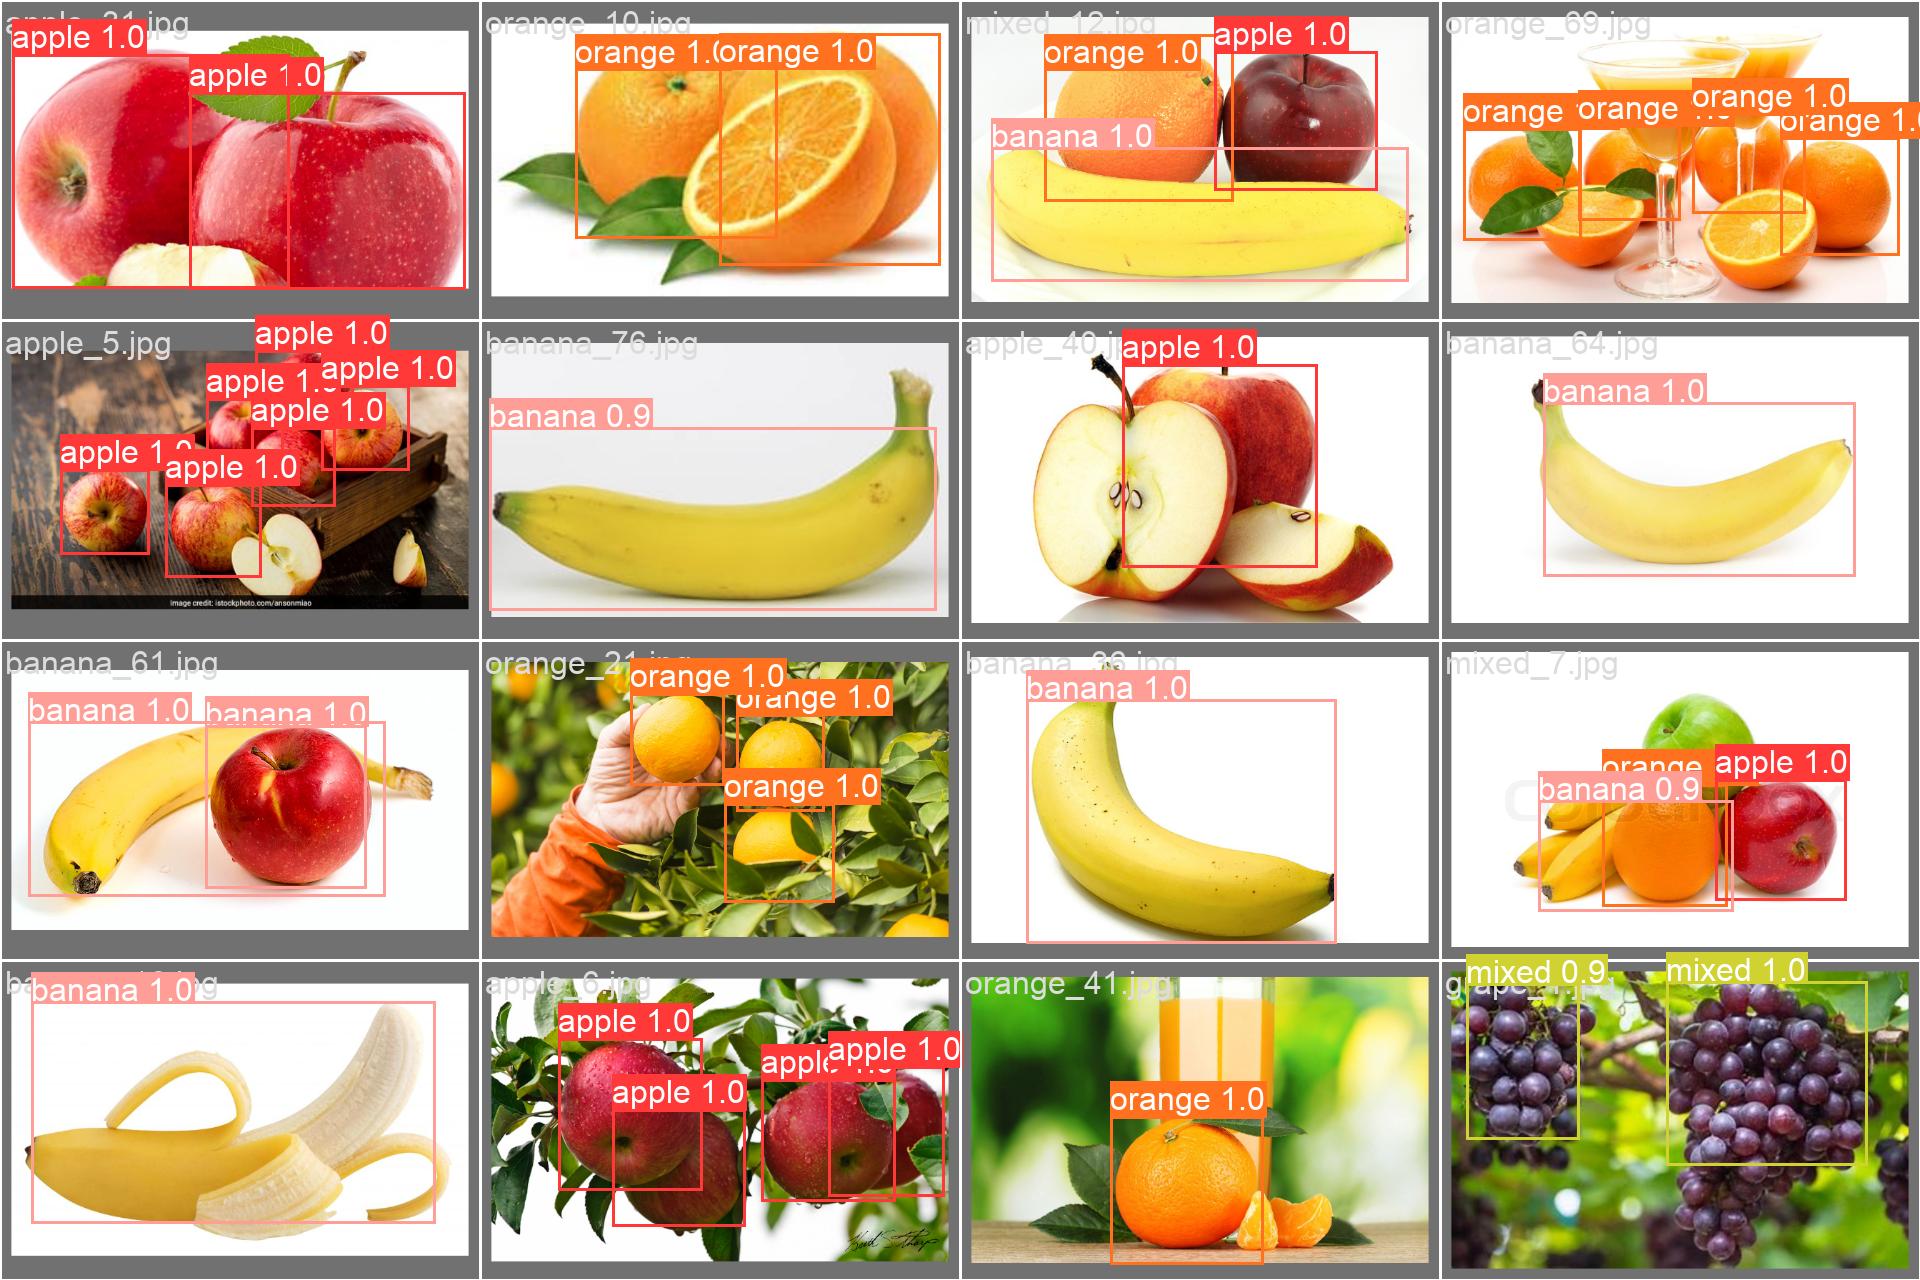 apple_31.jpg
apple 1.0
apple 1.0
orange_10.jpg
orange 1.0
orange 1.0
mixed_12.jpg
orange 1.0
apple 1.0
banana 1.0
orange_69.jpg
orange
orange
orange 1.0
orange 1.0
apple_5.jpg
apple 1.0
apple 1.0
apple 1.0
apple 1.0
apple 1.0
apple 1.0
image credit: istockphoto.com/ansonmiao
banana_76.jpg
banana 0.9
apple_40.jpg
apple 1.0
banana_64.jpg
banana 1.0
banana_61.jpg
banana 1.0
banana 1.0
orange_21.jpg
orange 1.0
orange 1.0
orange 1.0
banana_36.jpg
banana 1.0
mixed_7.jpg
orange
apple 1.0
banana 0.9
banana 1.0
apple_6.jpg
apple 1.0
apple 1.0
apple
apple 1.0
orange_41.jpg
orange 1.0
mixed 0.9
mixed 1.0